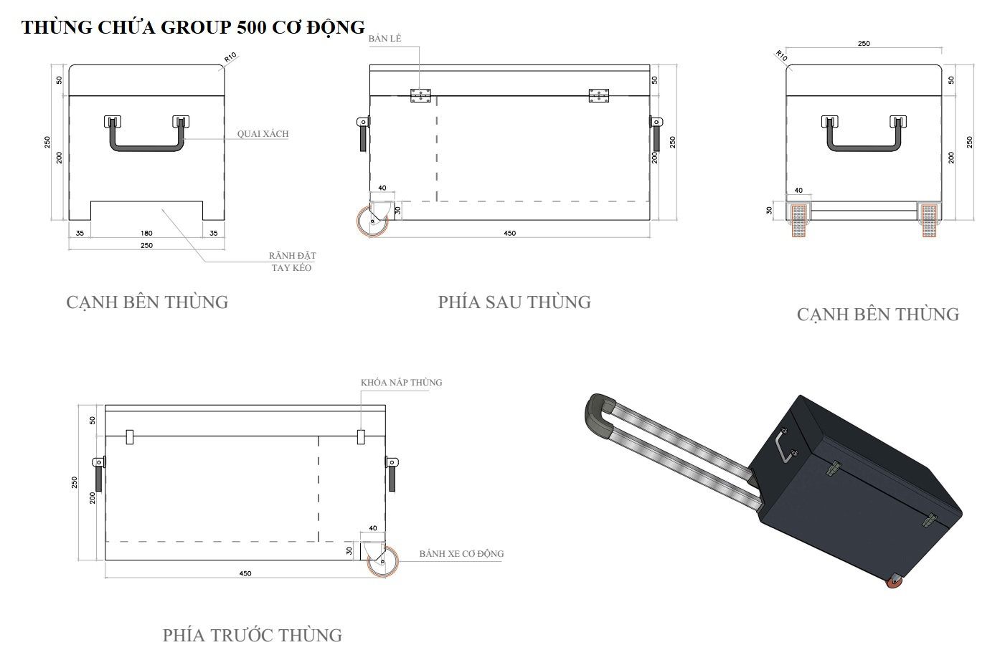 THÙNG CHỨA GROUP 500 CƠ ĐỘNG
BẢN LỀ
R10
50
250
200
QUAI XÁCH
35
180
35
250
RÃNH ĐẶT
TAY KÉO
CẠNH BÊN THÙNG
50
200
250
40
30
450
PHÍA SAU THÙNG
250
R10
50
200
250
40
30
CẠNH BÊN THÙNG
KHÓA NẮP THÙNG
50
250
200
40
30
BÁNH XE CƠ ĐỘNG
450
PHÍA TRƯỚC THÙNG